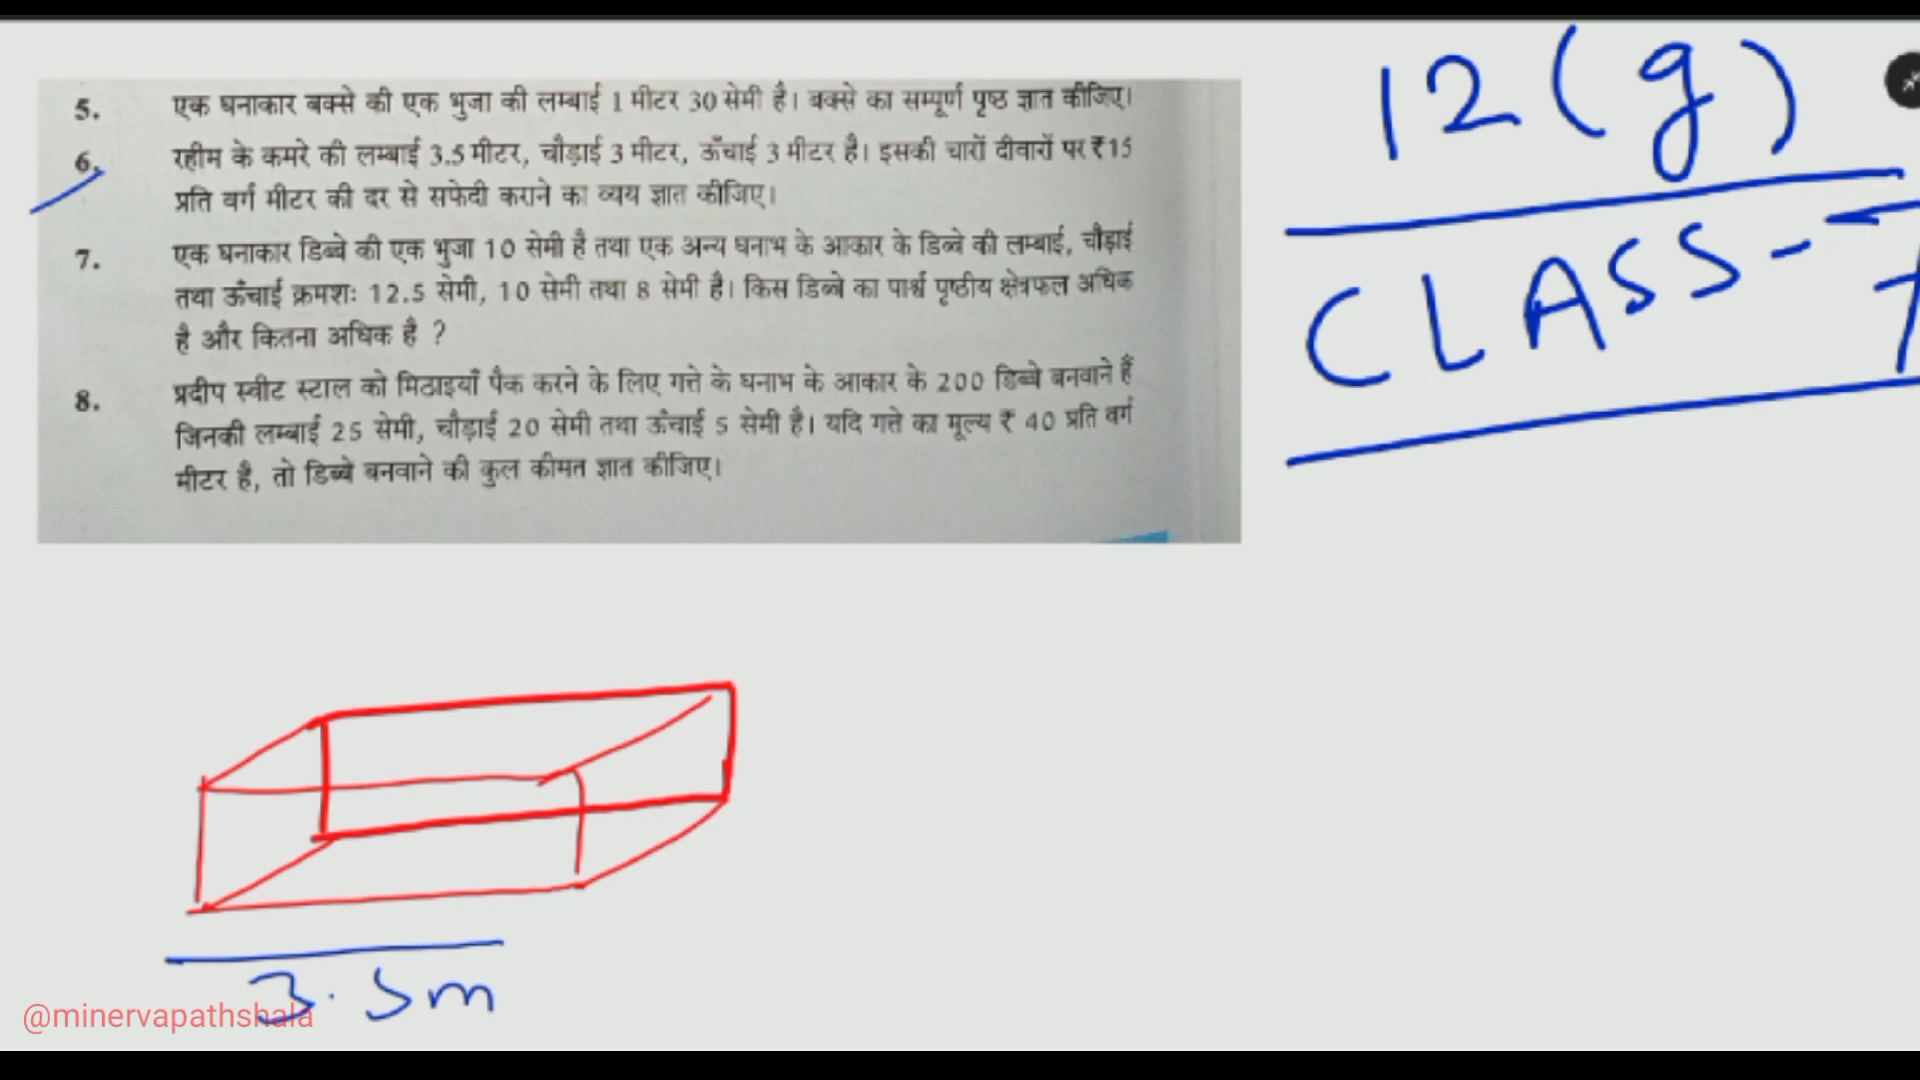 5. एक घनाकार बक्से की एक भुजा की लम्बाई 1 मीटर 30 सेमी है। बक्से का सम्पूर्ण पृष्ठ ज्ञात कीजिए।
6. रहीम के कमरे की लम्बाई 3.5 मीटर, चौड़ाई 3 मीटर, ऊँचाई 3 मीटर है। इसकी चारों दीवारों पर ₹ 15
प्रति वर्ग मीटर की दर से सफेदी कराने का व्यय ज्ञात कीजिए।
7. एक घनाकार डिब्बे की एक भुजा 10 सेमी है तथा एक अन्य घनाभ के आकार के डिब्बे की लम्बाई, चौड़ाई
तथा ऊँचाई क्रमशः 12.5 सेमी, 10 सेमी तथा 8 सेमी है। किस डिब्बे का पार्श्व पृष्ठीय क्षेत्रफल अधिक
है और कितना अधिक है ?
8. प्रदीप स्वीट स्टाल को मिठाइयाँ पैक करने के लिए गत्ते के घनाभ के आकार के 200 डिब्बे बनवाने हैं
जिनकी लम्बाई 25 सेमी, चौड़ाई 20 सेमी तथा ऊँचाई 5 सेमी है। यदि गत्ते का मूल्य ₹ 40 प्रति वर्ग
मीटर है, तो डिब्बे बनवाने की कुल कीमत ज्ञात कीजिए।
12 (g)
CLASS - 7
3.5m
@minervapathshala